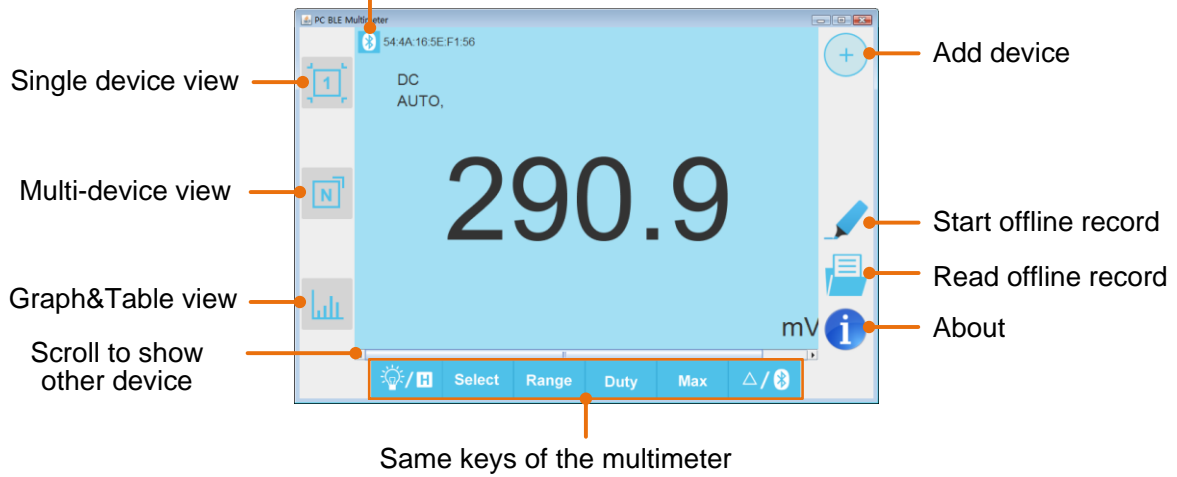 PC BLE Multimeter
54:4A:16:5E:F1:56
Add device
Single device view
1
+
DC
AUTO,
290.9
Multi-device view
N
Start offline record
Read offline record
Graph&Table view
mV
i
About
Scroll to show
other device
/H Select Range Duty Max △/
Same keys of the multimeter